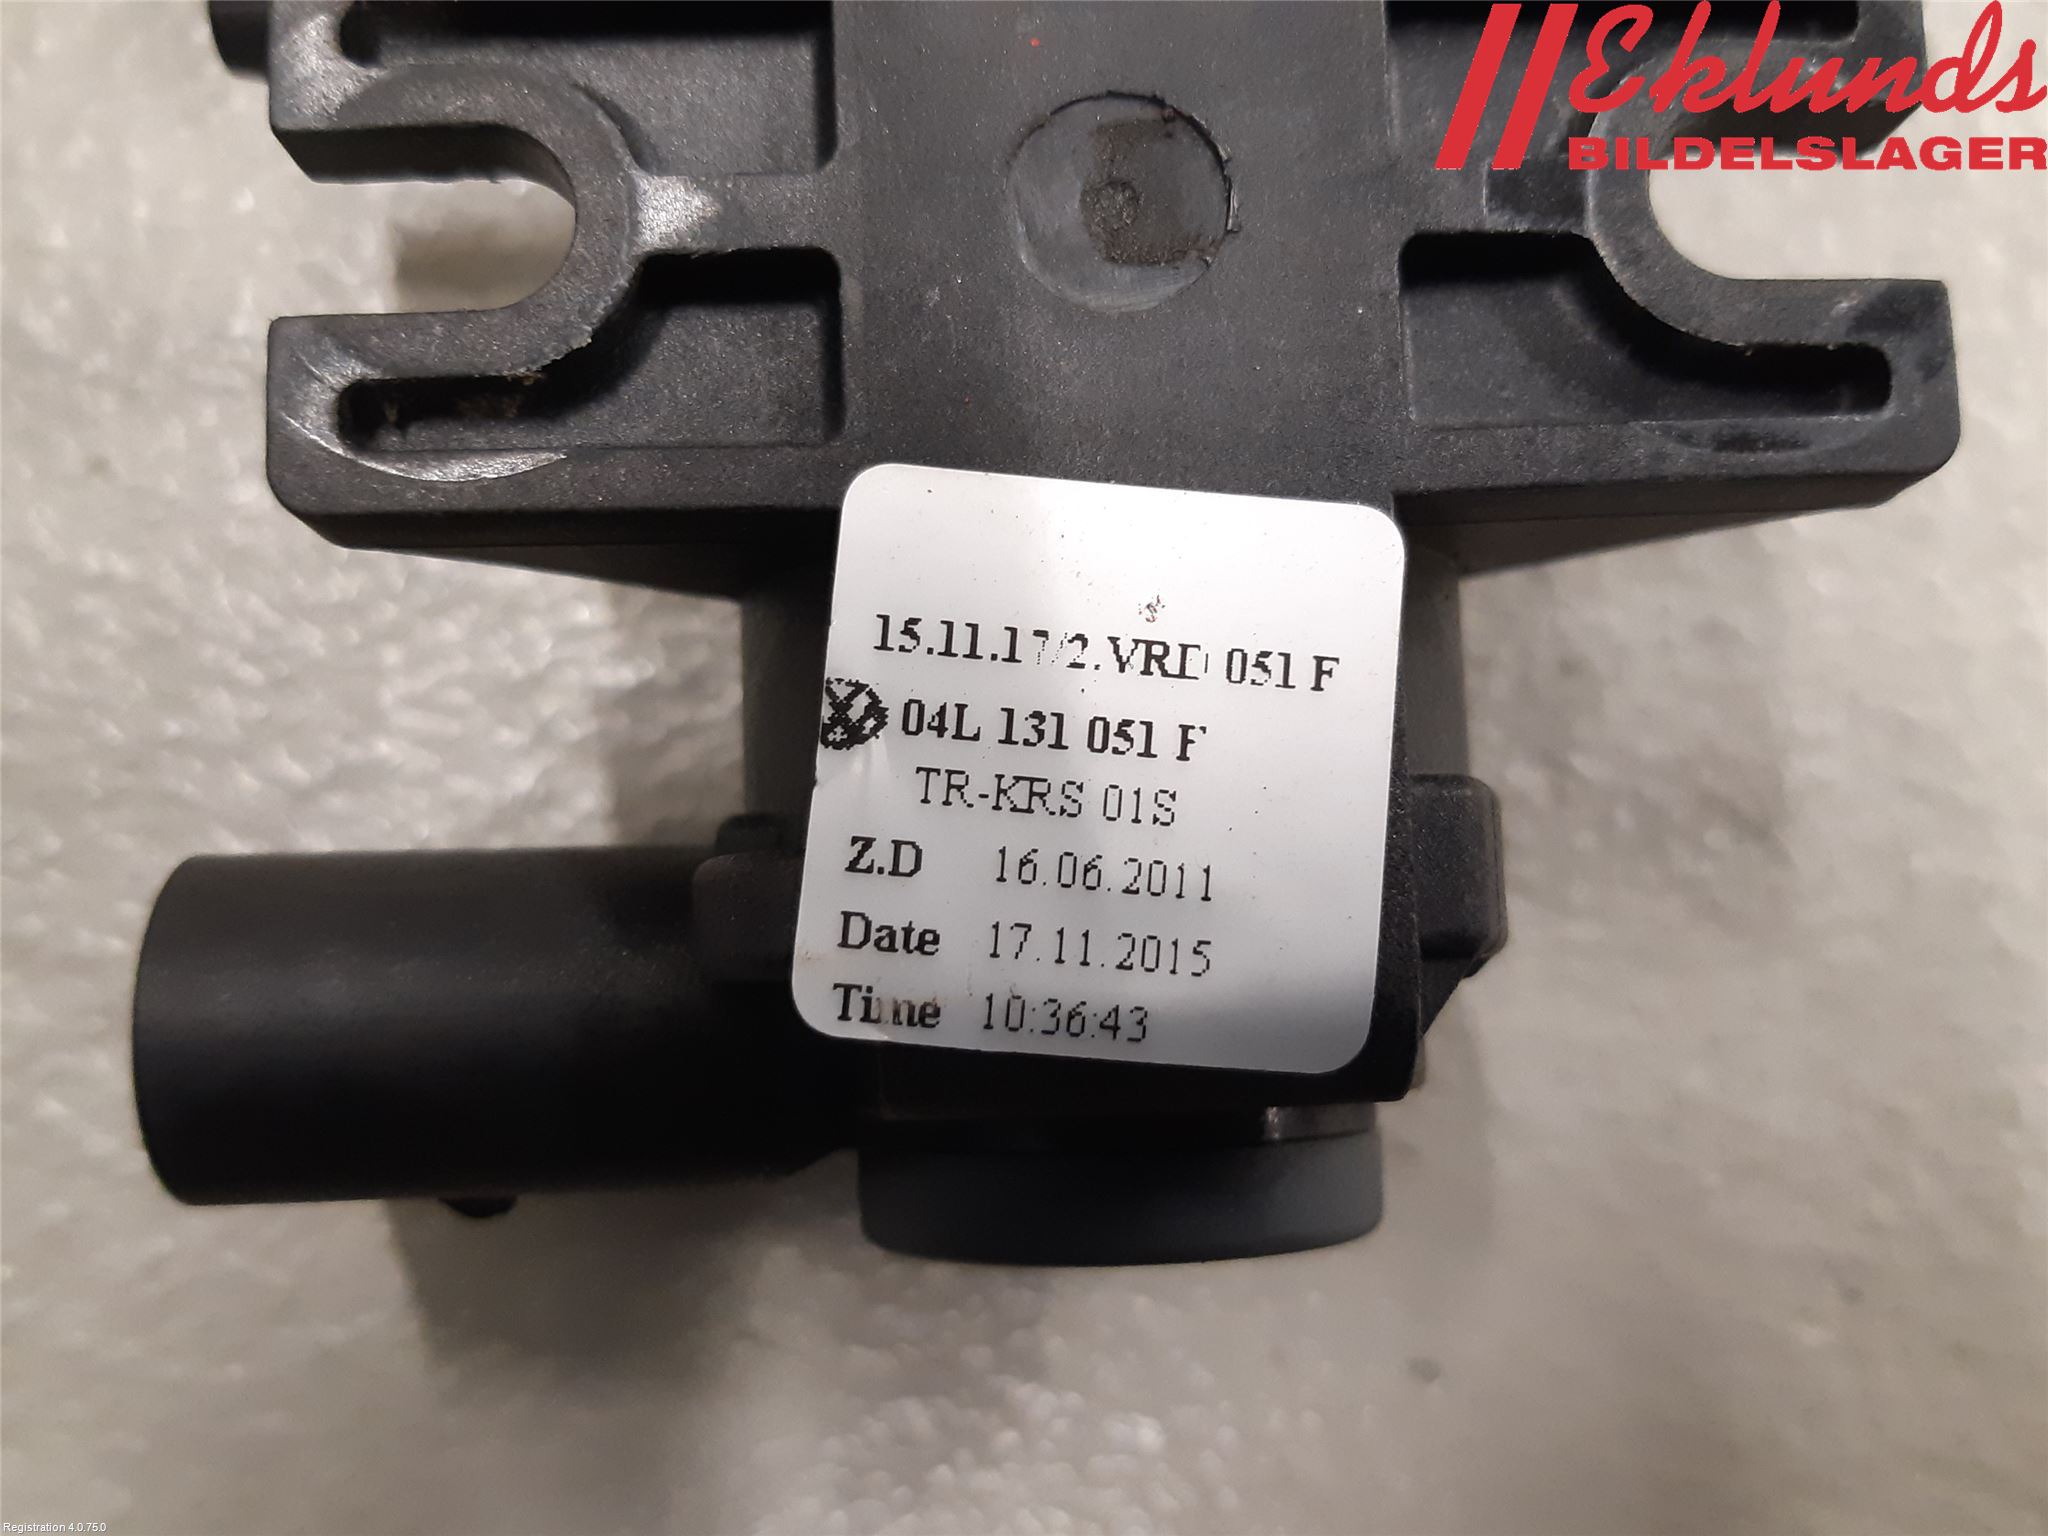 Eklunds
BILDELSLAGER
15.11.17/2.VRD 051 F
04L 131 051 F
TR-KRS 01S
Z.D 16.06.2011
Date 17.11.2015
Time 10:36:43
Registration 4.0.75.0